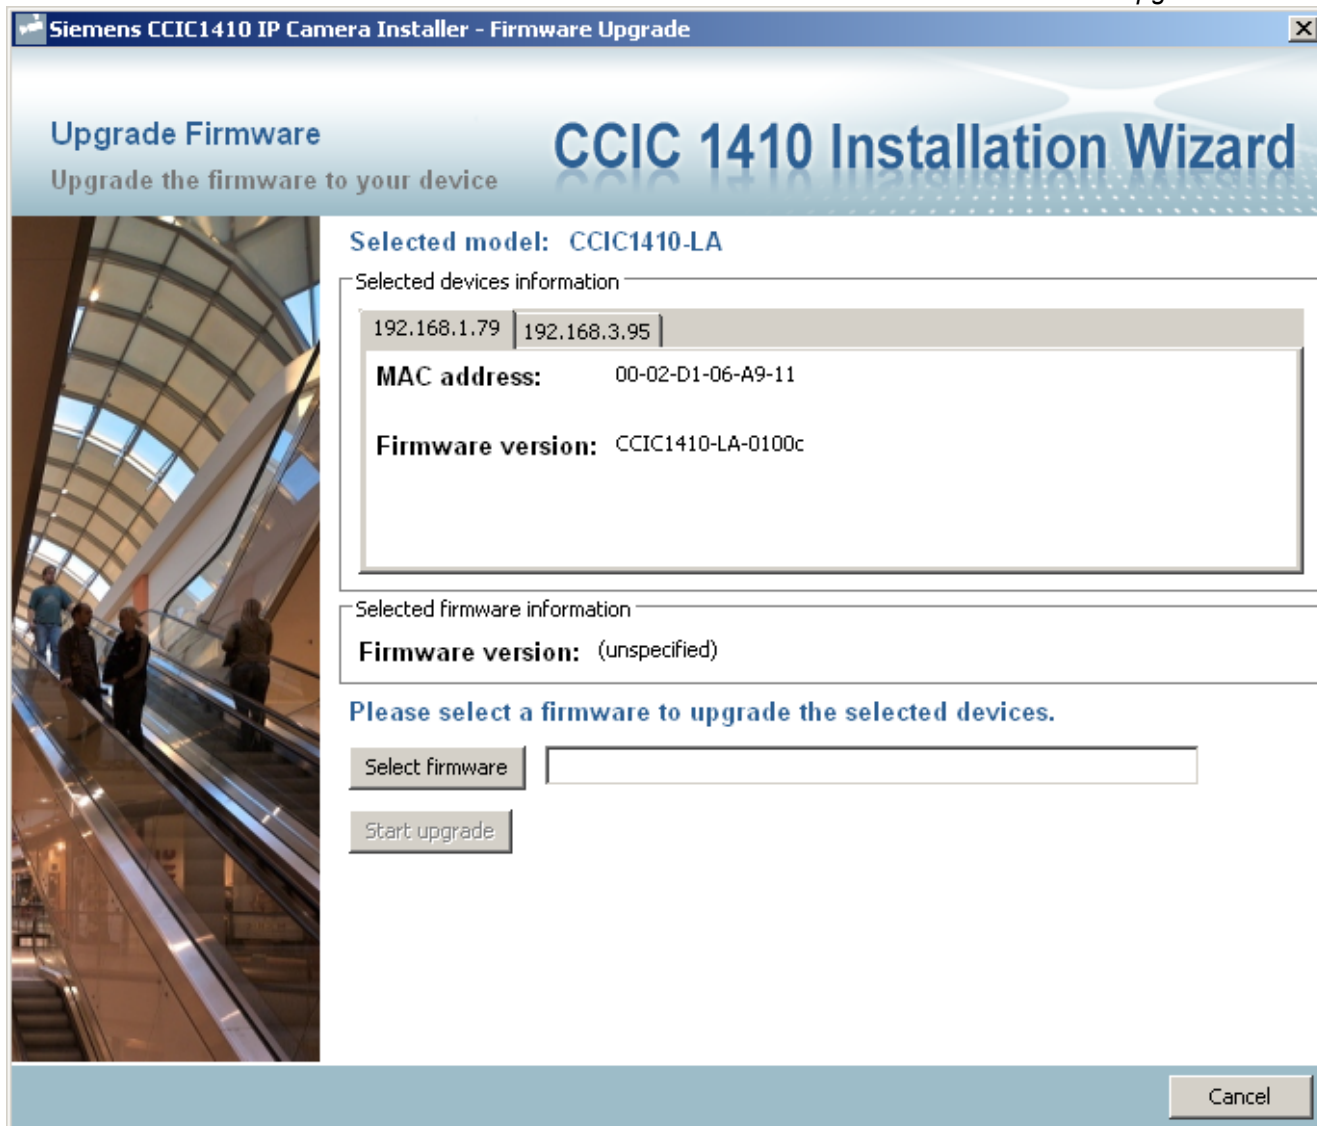 Siemens CCIC1410 IP Camera Installer - Firmware Upgrade
Upgrade Firmware
CCIC 1410 Installation Wizard
Upgrade the firmware to your device
Selected model: CCIC1410-LA
Selected devices information
192.168.1.79 192.168.3.95
MAC address: 00-02-D1-06-A9-11
Firmware version: CCIC1410-LA-0100c
Selected firmware information
Firmware version: (unspecified)
Please select a firmware to upgrade the selected devices.
Select firmware
Start upgrade
Cancel